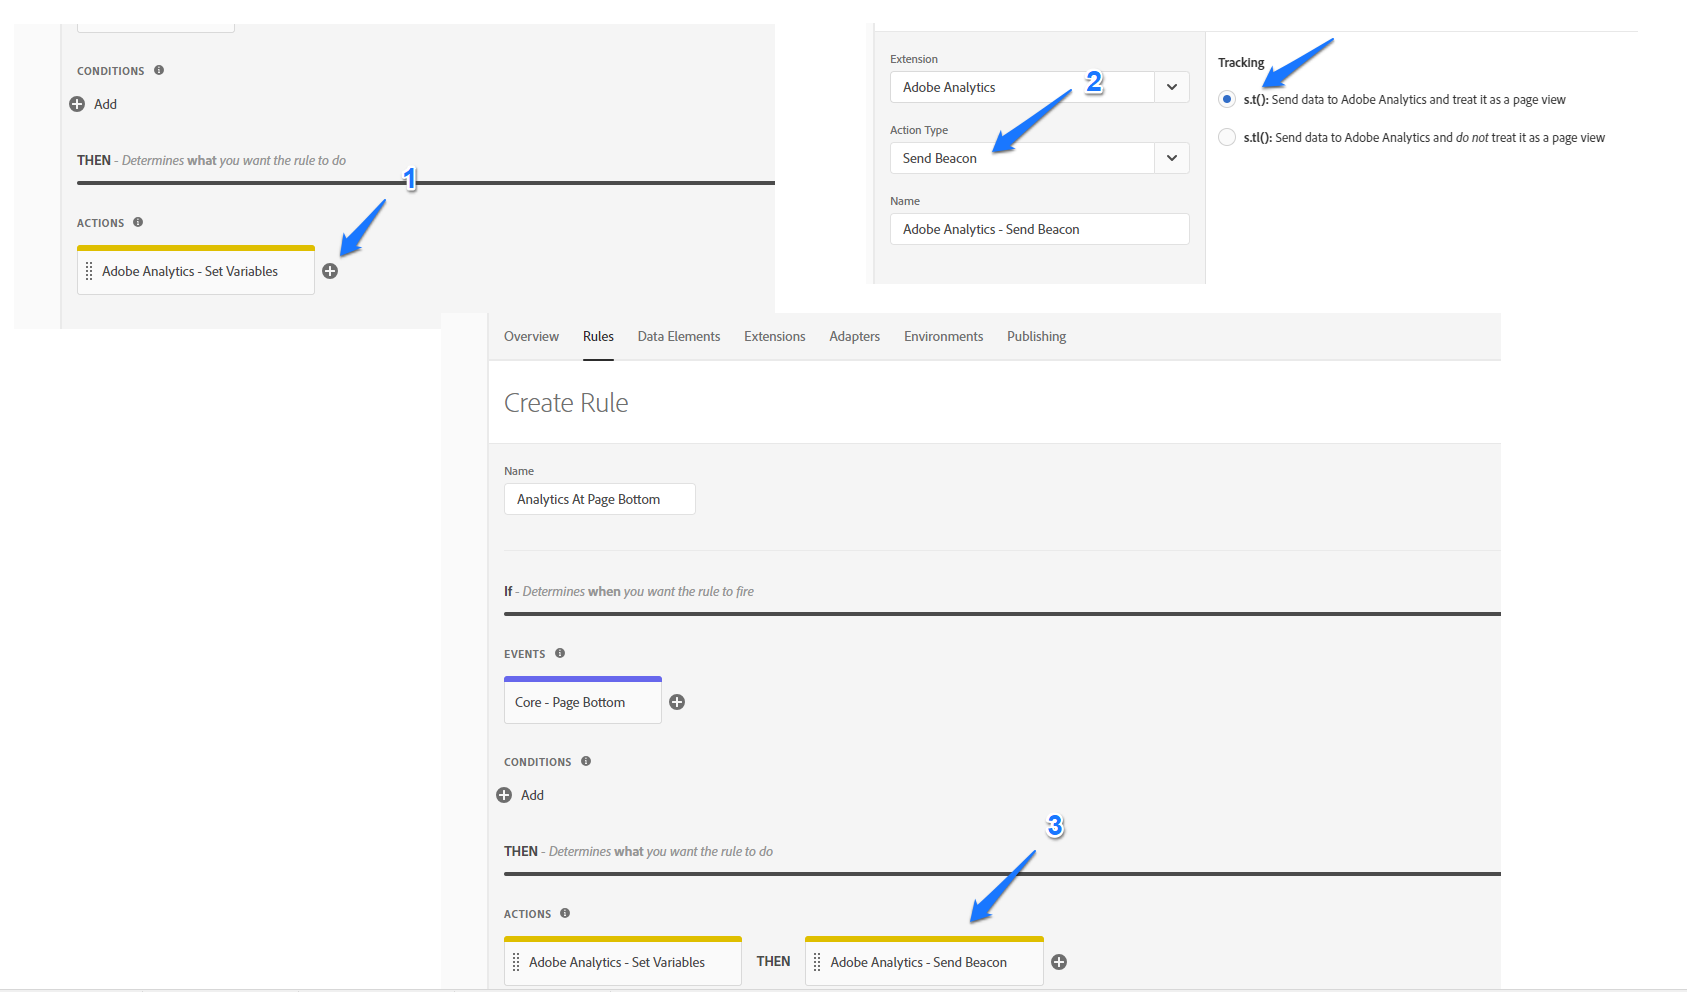 CONDITIONS
Add
THEN - Determines what you want the rule to do
1
ACTIONS
Adobe Analytics - Set Variables
Extension
Adobe Analytics
2
Action Type
Send Beacon
Name
Adobe Analytics - Send Beacon
Tracking
s.t(): Send data to Adobe Analytics and treat it as a page view
s.tl(): Send data to Adobe Analytics and do not treat it as a page view
Overview Rules Data Elements Extensions Adapters Environments Publishing
Create Rule
Name
Analytics At Page Bottom
If - Determines when you want the rule to fire
EVENTS
Core - Page Bottom
CONDITIONS
Add
3
THEN - Determines what you want the rule to do
ACTIONS
Adobe Analytics - Set Variables THEN Adobe Analytics - Send Beacon